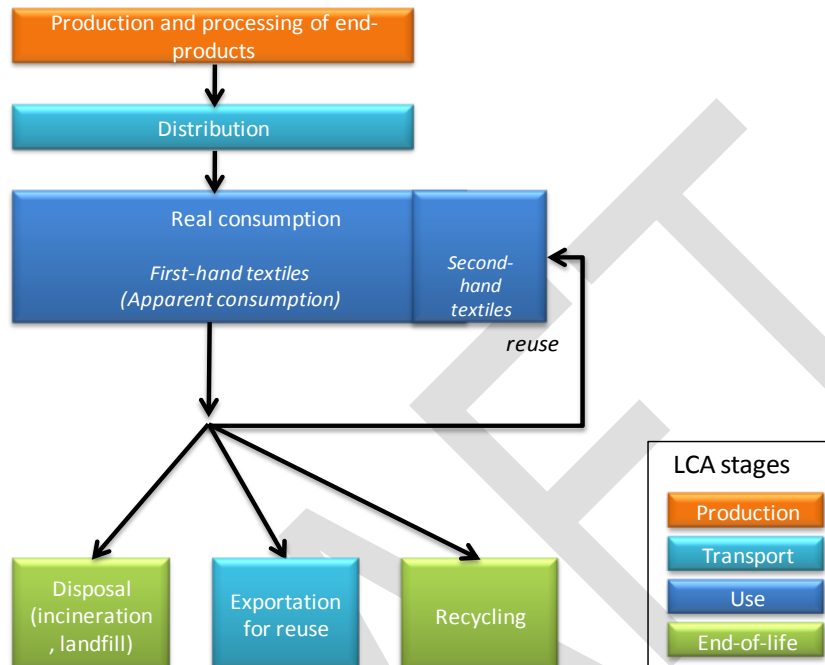 Production and processing of end-
products
Distribution
Real consumption
First-hand textiles
(Apparent consumption)
Second-
hand
textiles
reuse
Disposal
(incineration
, landfill)
Exportation
for reuse
Recycling
LCA stages
Production
Transport
Use
End-of-life